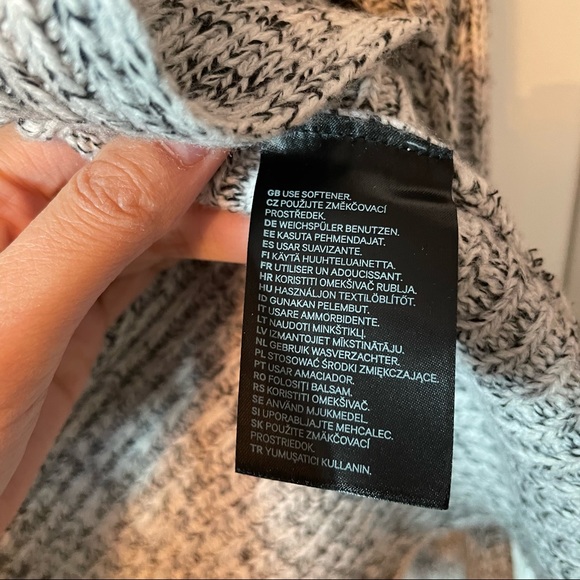 GB USE SOFTENER.
CZ POUŽIJTE ZMĚKČOVACÍ
PROSTŘEDEK.
DE WEICHSPÜLER BENUTZEN.
EE KASUTA PEHMENDAJAT.
ES USAR SUAVIZANTE.
FI KÄYTÄ HUUHTELUAINETTA.
FR UTILISER UN ADOUCISSANT.
HR KORISTITI OMEKŠIVAČ RUBLJA.
HU HASZNÁLJON TEXTILÖBLÍTŐT.
ID GUNAKAN PELEMBUT.
IT USARE AMMORBIDENTE.
LT NAUDOTI MINKŠTIKLĮ.
LV IZMANTOJIET MĪKSTINĀTĀJU.
NL GEBRUIK WASVERZACHTER.
PL STOSOWAĆ ŚRODKI ZMIĘKCZAJĄCE.
PT USAR AMACIADOR.
RO FOLOSIȚI BALSAM.
RS KORISTITI OMEKŠIVAČ.
SE ANVÄND MJUKMEDEL.
SI UPORABLJAJTE MEHČALEC.
SK POUŽITE ZMÄKČOVACÍ
PROSTRIEDOK.
TR YUMUŞATICI KULLANIN.